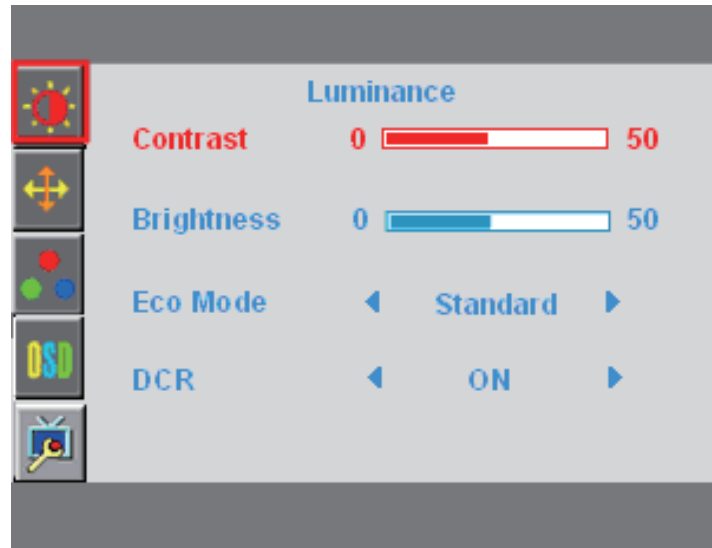 Luminance
Contrast 0 50
Brightness 0 50
Eco Mode Standard
DCR ON
OSD